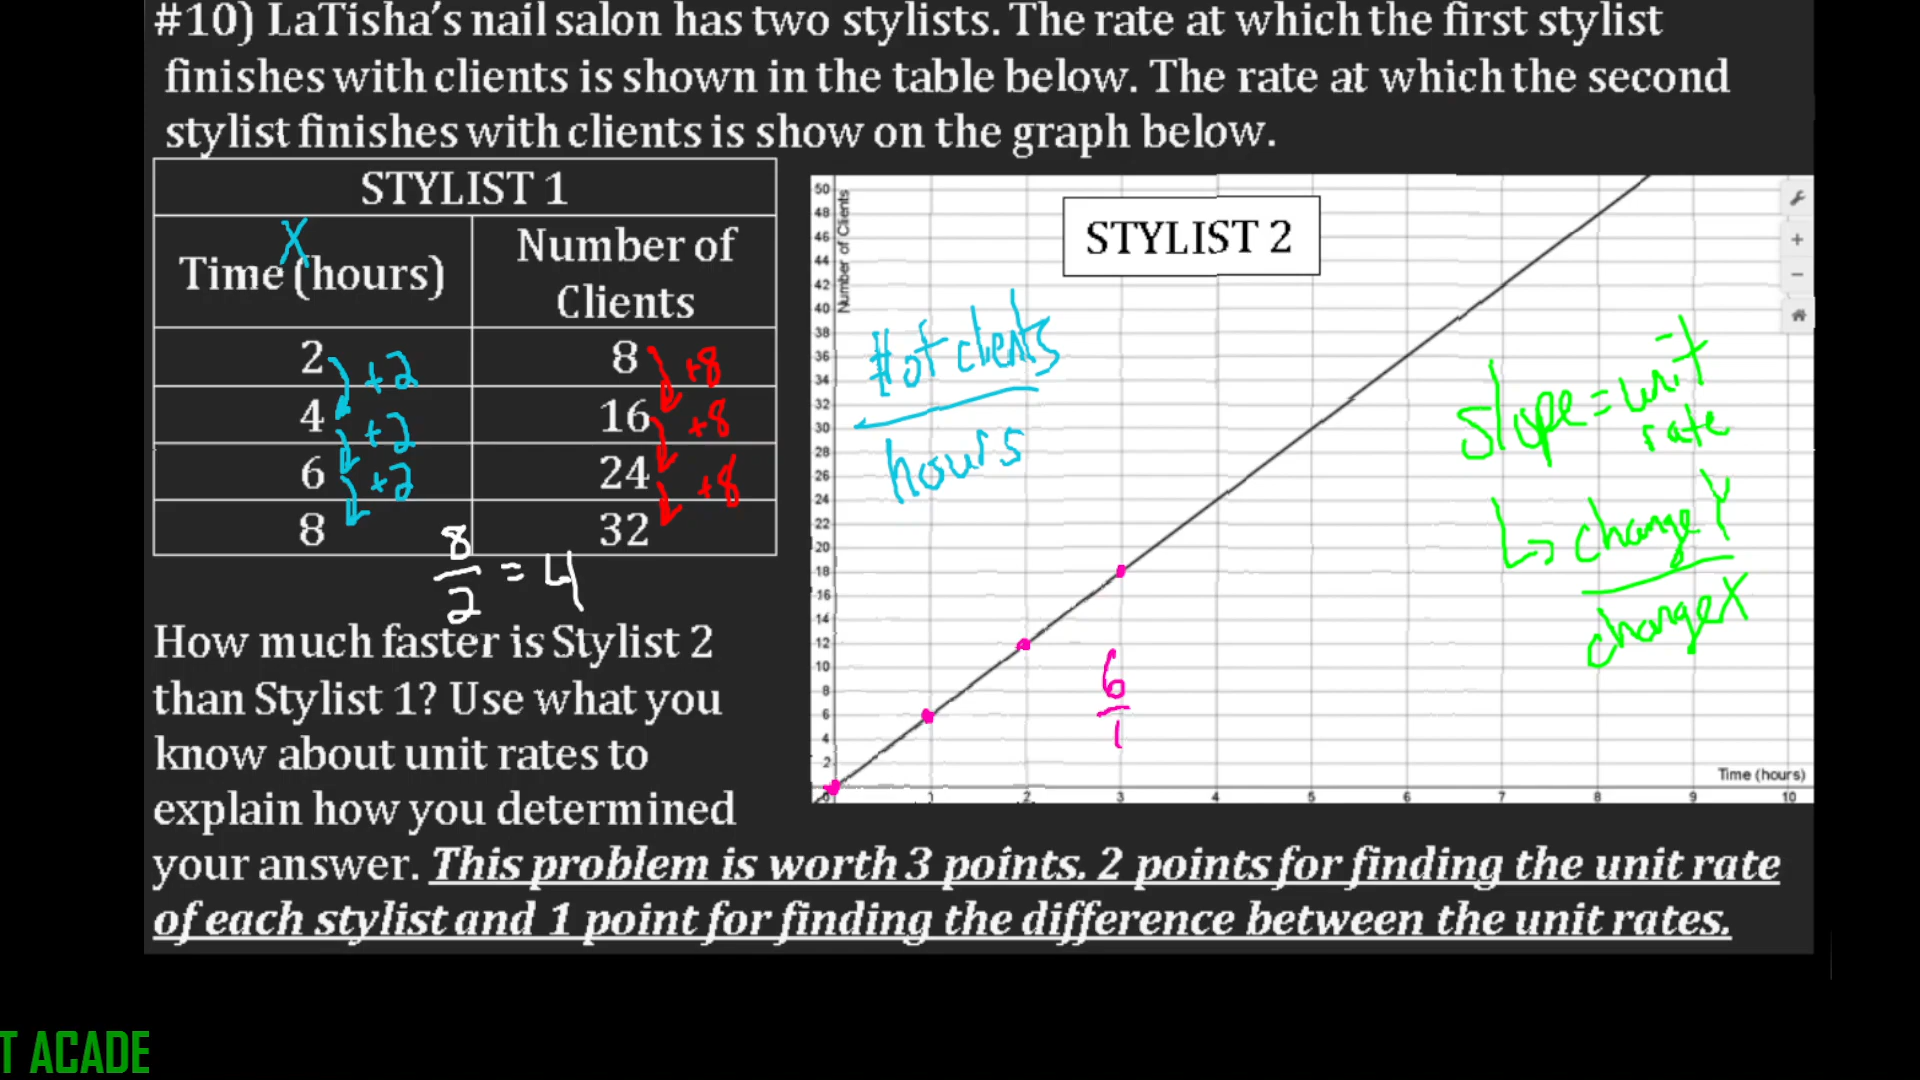 #10) LaTisha's nail salon has two stylists. The rate at which the first stylist
finishes with clients is shown in the table below. The rate at which the second
stylist finishes with clients is show on the graph below.
STYLIST 1
X
Time (hours)
Number of
Clients
2
8
+2
+8
4
16
+2
+8
6
24
+2
+8
8
32
8
2
= 4
How much faster is Stylist 2
than Stylist 1? Use what you
know about unit rates to
explain how you determined
your answer. This problem is worth 3 points. 2 points for finding the unit rate
of each stylist and 1 point for finding the difference between the unit rates.
STYLIST 2
Number of Clients
50
48
46
44
42
40
38
36
34
32
30
28
26
24
22
20
18
16
14
12
10
8
6
4
2
0
1
2
3
4
5
6
7
8
9
10
Time (hours)
# of clients
hours
6
1
slope = unit
rate
change Y
change X
T ACADE